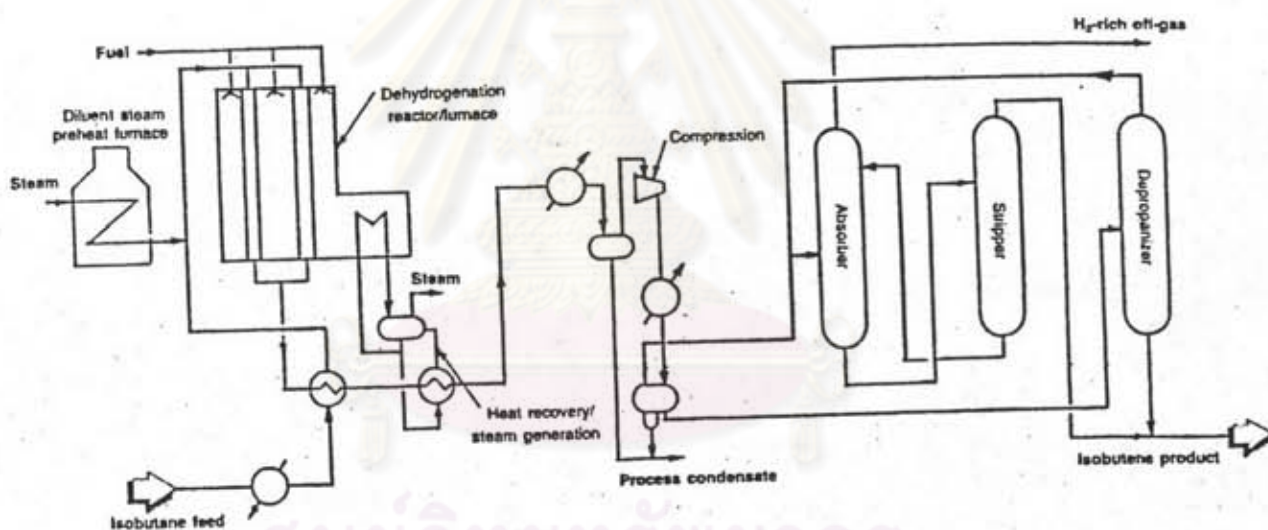 H₂-rich off-gas
Fuel
Dehydrogenation
reactor/furnace
Diluent steam
preheat furnace
Compression
Steam
Absorber
Stripper
Depropanizer
Steam
Heat recovery/
steam generation
Process condensate
Isobutene product
Isobutane feed